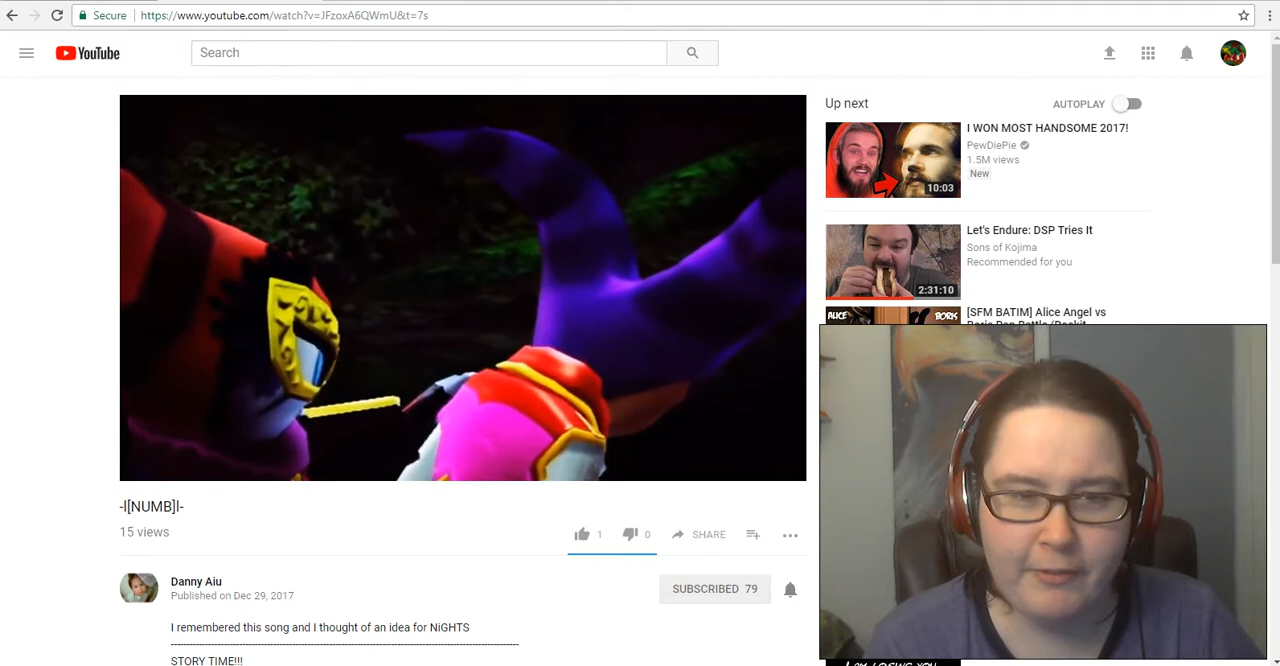 Secure https://www.youtube.com/watch?v=JFzoxA6QWmU&t=7s
YouTube
Search
Up next
AUTOPLAY
I WON MOST HANDSOME 2017!
PewDiePie
1.5M views
New
10:03
Let's Endure: DSP Tries It
Sons of Kojima
Recommended for you
2:31:10
[SFM BATIM] Alice Angel vs
ALICE
BORIS
-l[NUMB]l-
15 views
1
0
SHARE
Danny Aiu
Published on Dec 29, 2017
SUBSCRIBED 79
I remembered this song and I thought of an idea for NiGHTS
STORY TIME!!!